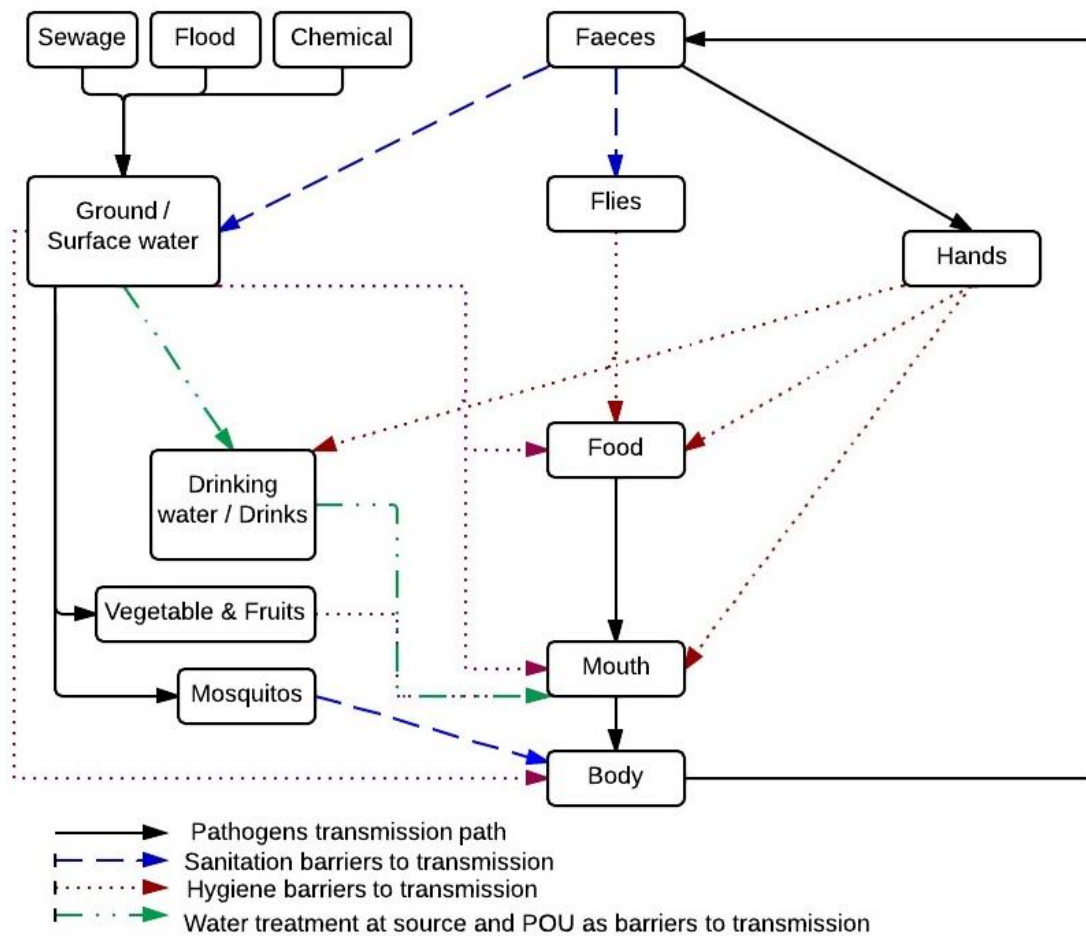 Sewage
Flood
Chemical
Faeces
Ground /
Surface water
Flies
Hands
Food
Drinking
water / Drinks
Vegetable & Fruits
Mouth
Mosquitos
Body
Pathogens transmission path
Sanitation barriers to transmission
Hygiene barriers to transmission
Water treatment at source and POU as barriers to transmission